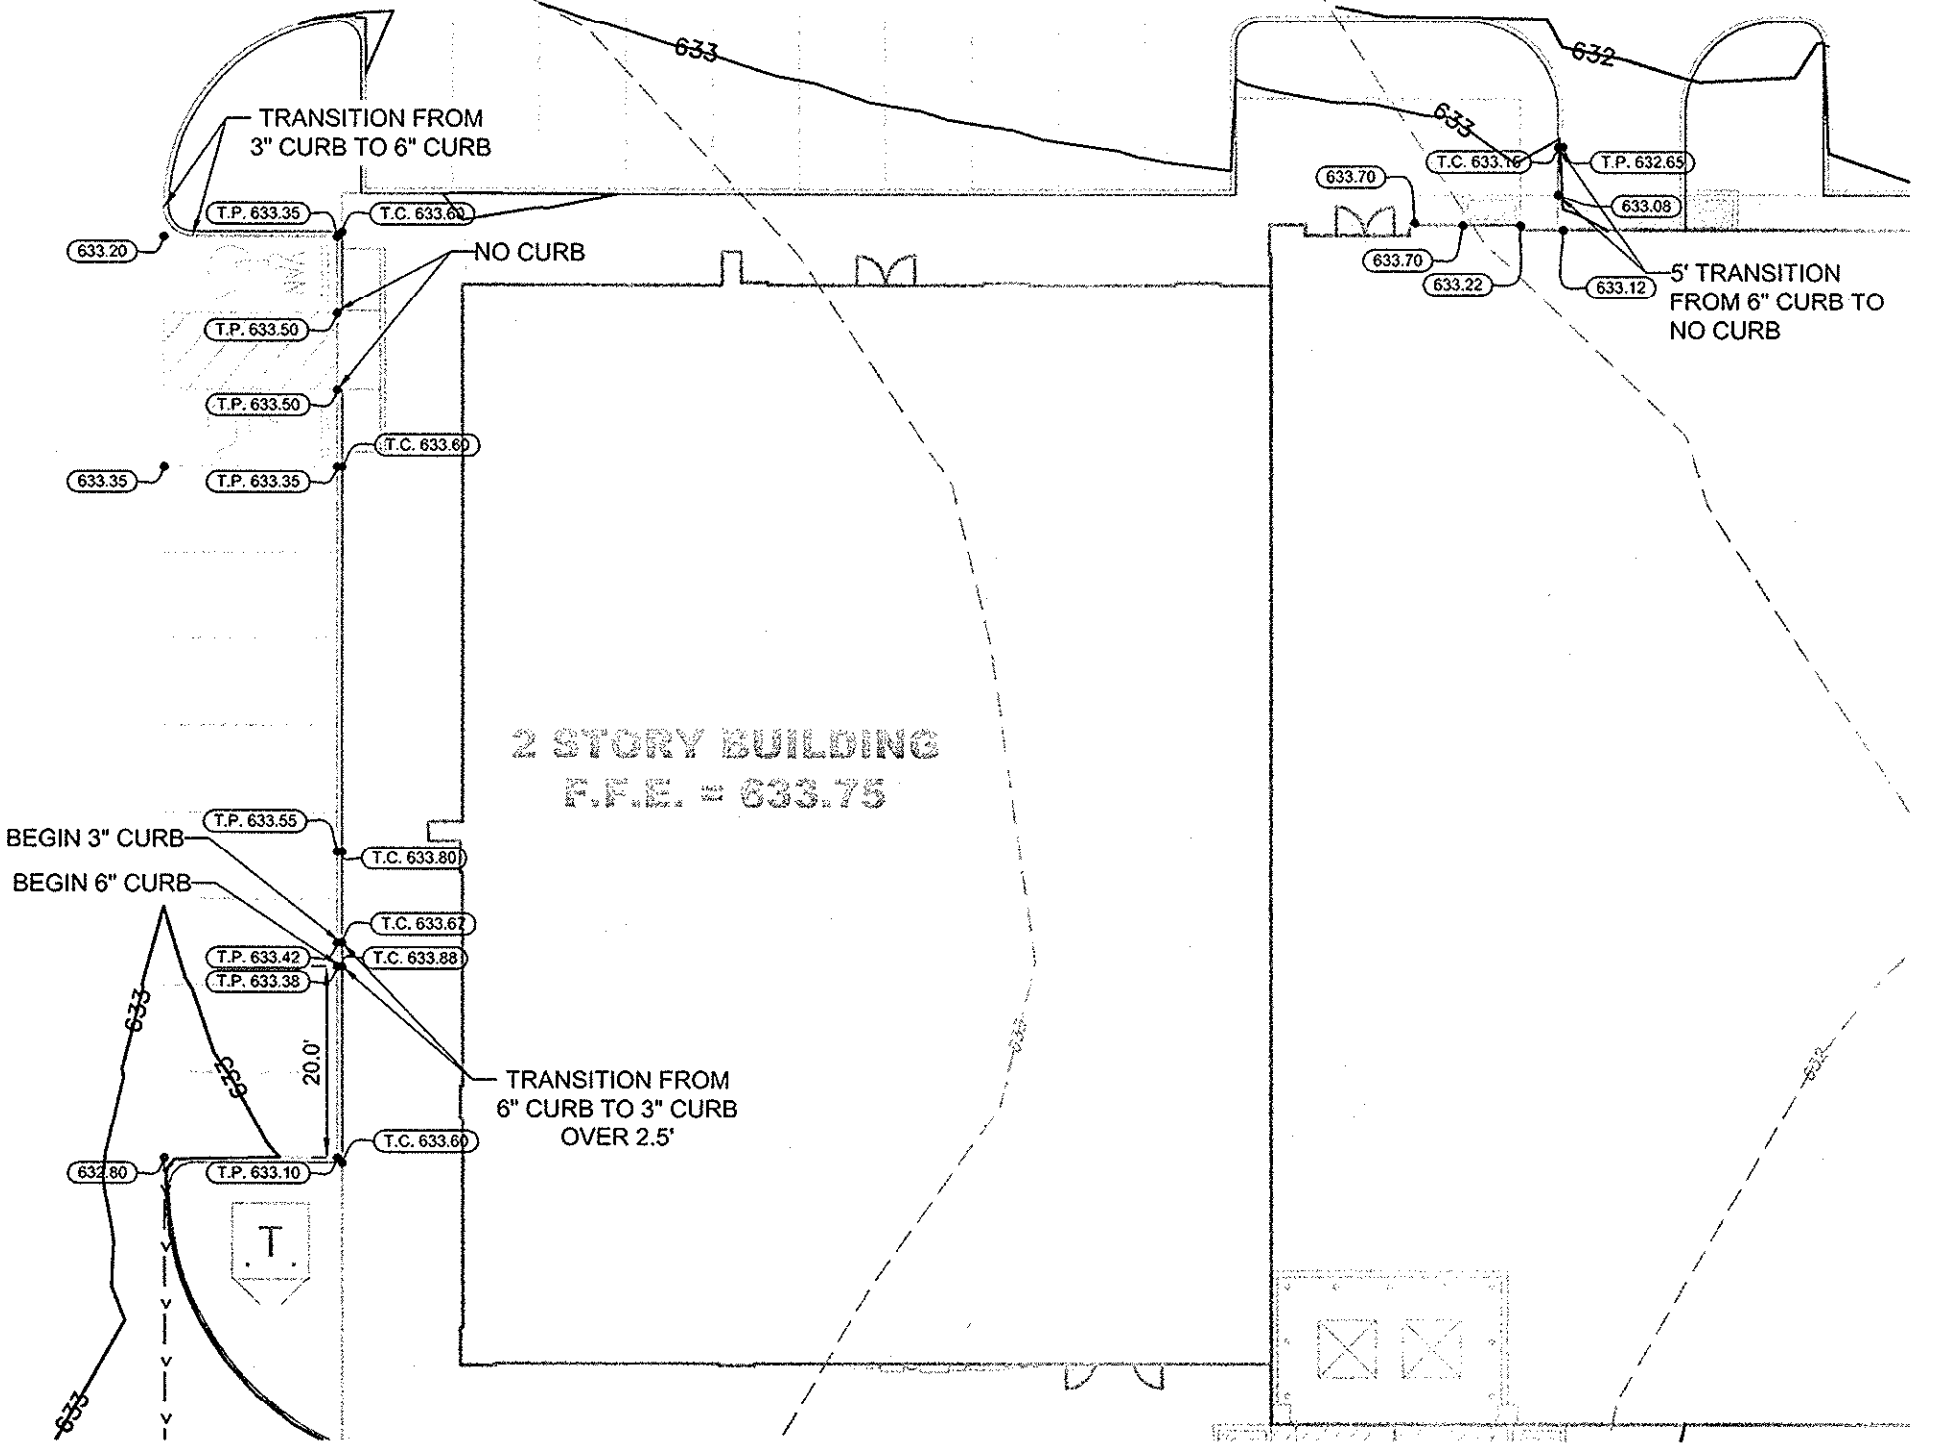 633
632
633
TRANSITION FROM
3" CURB TO 6" CURB
T.C. 633.15
T.P. 632.65
633.70
T.P. 633.35
T.C. 633.60
633.08
633.20
NO CURB
633.70
633.22
633.12
5' TRANSITION
FROM 6" CURB TO
NO CURB
VAN
T.P. 633.50
T.P. 633.50
T.C. 633.60
633.35
T.P. 633.35
2 STORY BUILDING
F.F.E. = 633.75
T.P. 633.55
BEGIN 3" CURB
T.C. 633.80
BEGIN 6" CURB
T.C. 633.67
T.P. 633.42
T.C. 633.88
T.P. 633.38
633
633
20.0'
TRANSITION FROM
6" CURB TO 3" CURB
OVER 2.5'
T.C. 633.60
632.80
T.P. 633.10
T
633